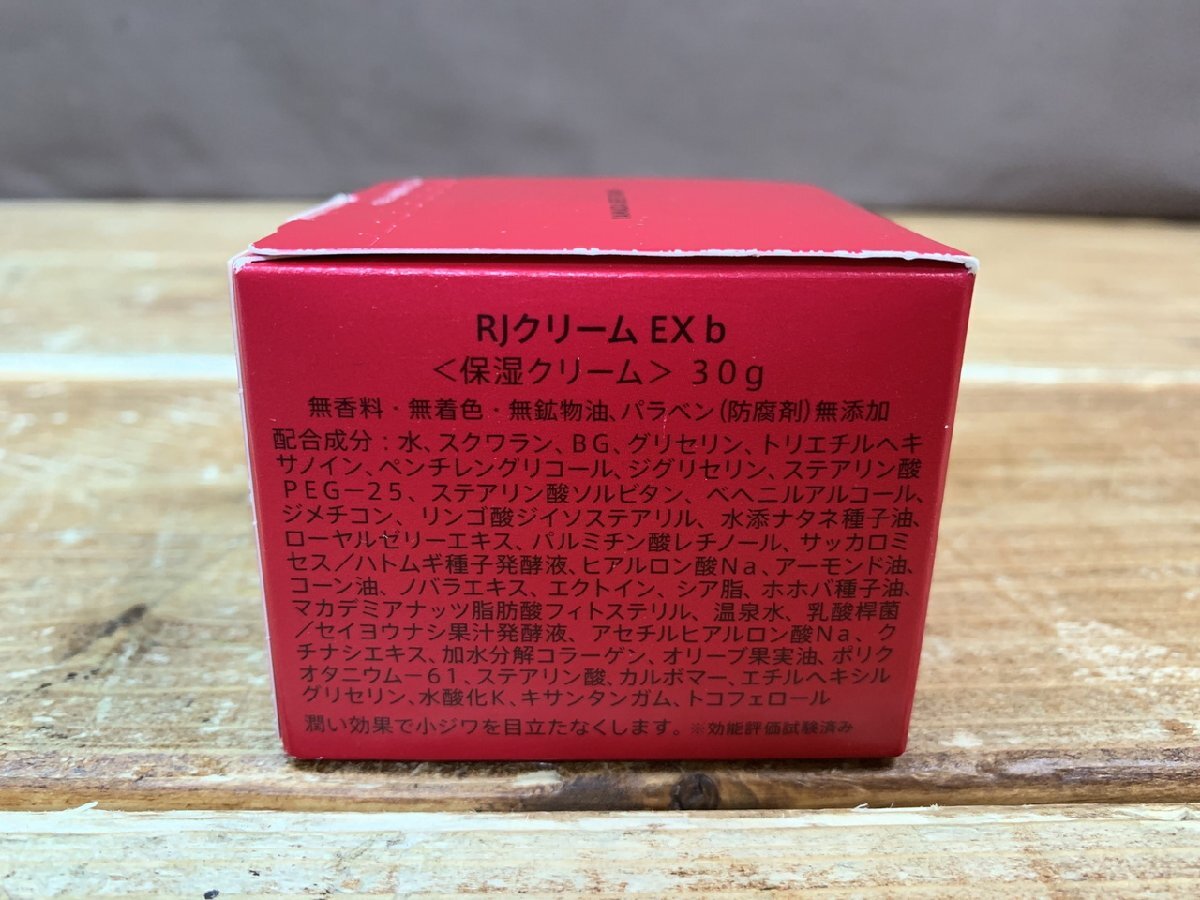 RJクリーム EX b
＜保湿クリーム＞ 30g
無香料・無着色・無鉱物油、パラベン(防腐剤)無添加
配合成分：水、スクワラン、BG、グリセリン、トリエチルヘキ
サノイン、ペンチレングリコール、ジグリセリン、ステアリン酸
PEG－25、ステアリン酸ソルビタン、ベヘニルアルコール、
ジメチコン、リンゴ酸ジイソステアリル、水添ナタネ種子油、
ローヤルゼリーエキス、パルミチン酸レチノール、サッカロミ
セス／ハトムギ種子発酵液、ヒアルロン酸Na、アーモンド油、
コーン油、ノバラエキス、エクトイン、シア脂、ホホバ種子油、
マカデミアナッツ脂肪酸フィトステリル、温泉水、乳酸桿菌
／セイヨウナシ果汁発酵液、アセチルヒアルロン酸Na、ク
チナシエキス、加水分解コラーゲン、オリーブ果実油、ポリク
オタニウム－61、ステアリン酸、カルボマー、エチルヘキシル
グリセリン、水酸化K、キサンタンガム、トコフェロール
潤い効果で小ジワを目立たなくします。※効能評価試験済み